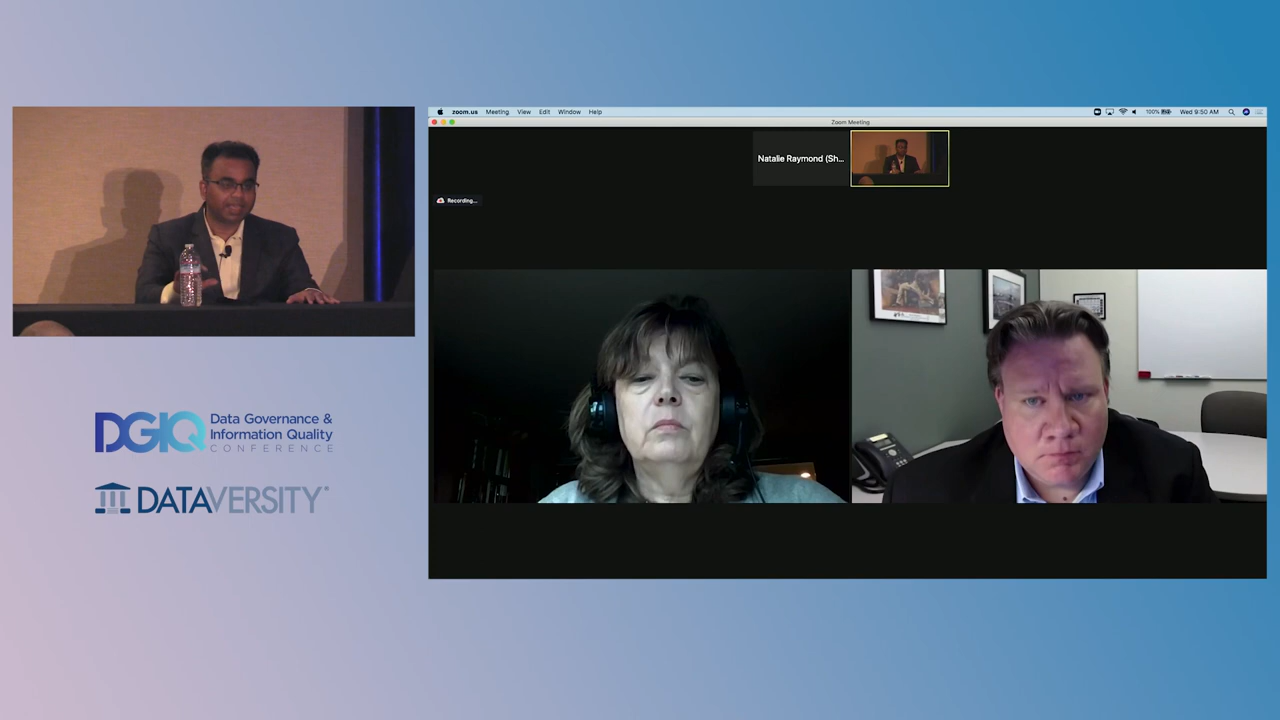 zoom.us Meeting View Edit Window Help
100% Wed 9:50 AM
Zoom Meeting
Natalie Raymond (Sh...
Recording...
DGIQ Data Governance &
Information Quality
CONFERENCE
DATAVERSITY